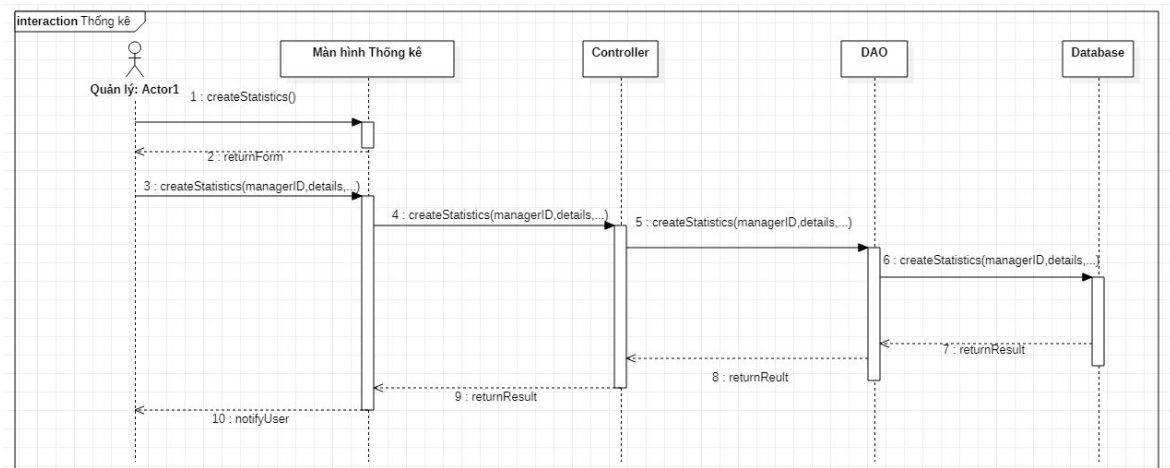 interaction Thống kê
Màn hình Thống kê
Controller
DAO
Database
Quản lý: Actor1
1 : createStatistics()
2 : returnForm
3 : createStatistics(managerID,details,...)
4 : createStatistics(managerID,details,...)
5 : createStatistics(managerID,details,...)
6 : createStatistics(managerID,details,...)
7 : returnResult
8 : returnReult
9 : returnResult
10 : notifyUser